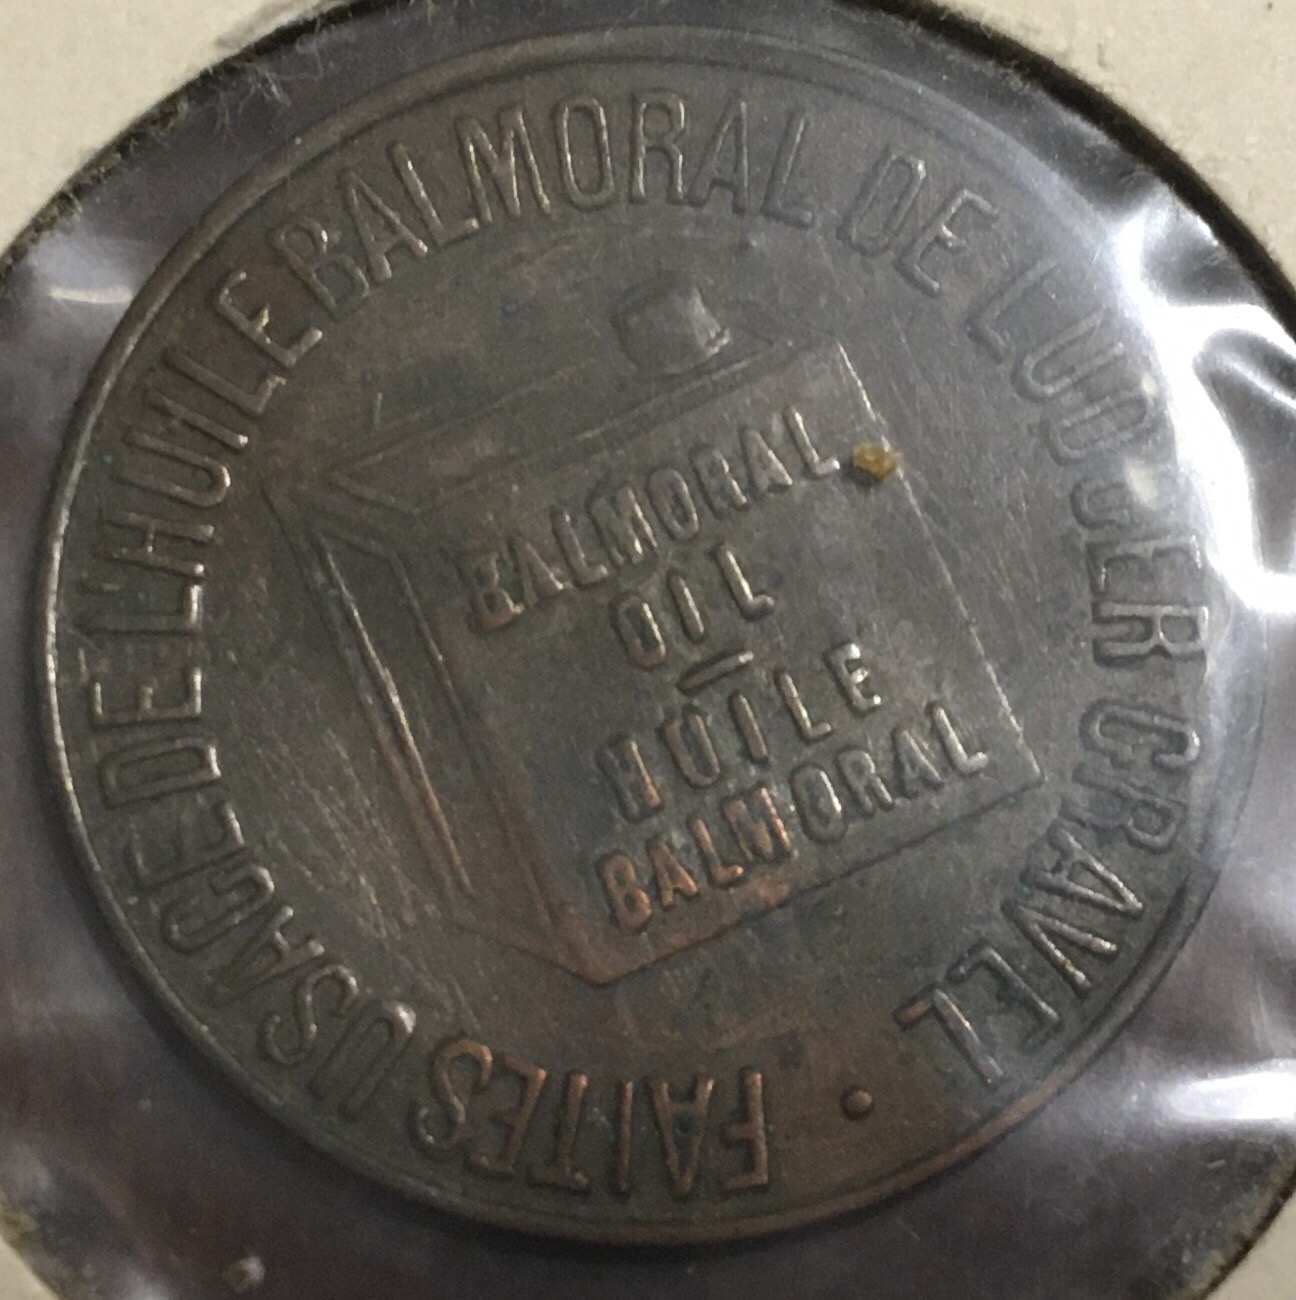 FAITES USAGE DE L'HUILE BALMORAL DE LUDGER GRAVEL •
BALMORAL
OIL
—
HUILE
BALMORAL